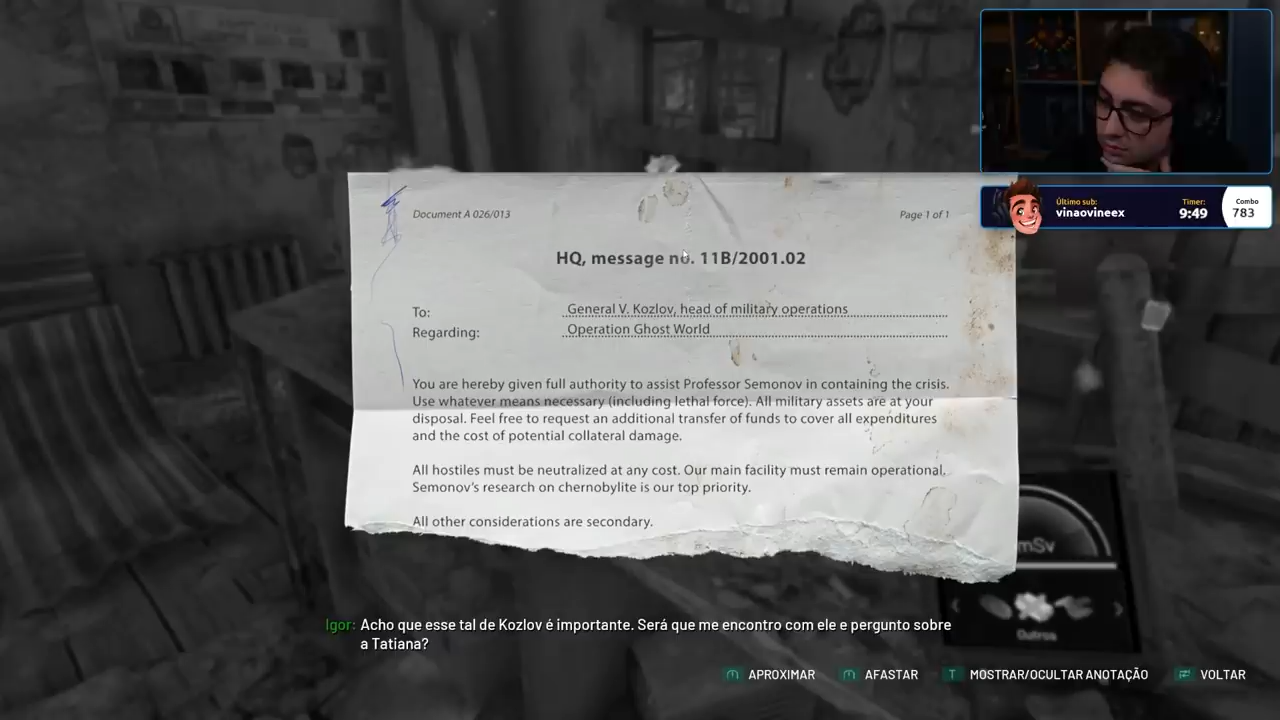 Document A 026/013
Page 1 of 1
HQ, message no. 11B/2001.02
To: General V. Kozlov, head of military operations
Regarding: Operation Ghost World
You are hereby given full authority to assist Professor Semonov in containing the crisis.
Use whatever means necessary (including lethal force). All military assets are at your
disposal. Feel free to request an additional transfer of funds to cover all expenditures
and the cost of potential collateral damage.
All hostiles must be neutralized at any cost. Our main facility must remain operational.
Semonov's research on chernobylite is our top priority.
All other considerations are secondary.
Último sub:
vinaovineex
Timer:
9:49
Combo
783
mSv
Outros
Igor: Acho que esse tal de Kozlov é importante. Será que me encontro com ele e pergunto sobre
a Tatiana?
APROXIMAR
AFASTAR
T MOSTRAR/OCULTAR ANOTAÇÃO
VOLTAR